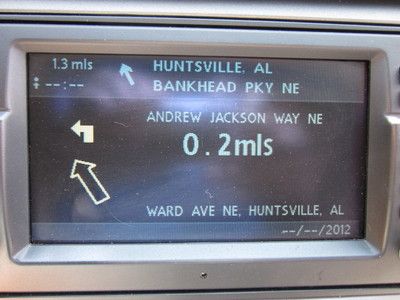 1.3 mls HUNTSVILLE, AL
--:-- BANKHEAD PKY NE
ANDREW JACKSON WAY NE
0.2mls
WARD AVE NE, HUNTSVILLE, AL
--/--/2012